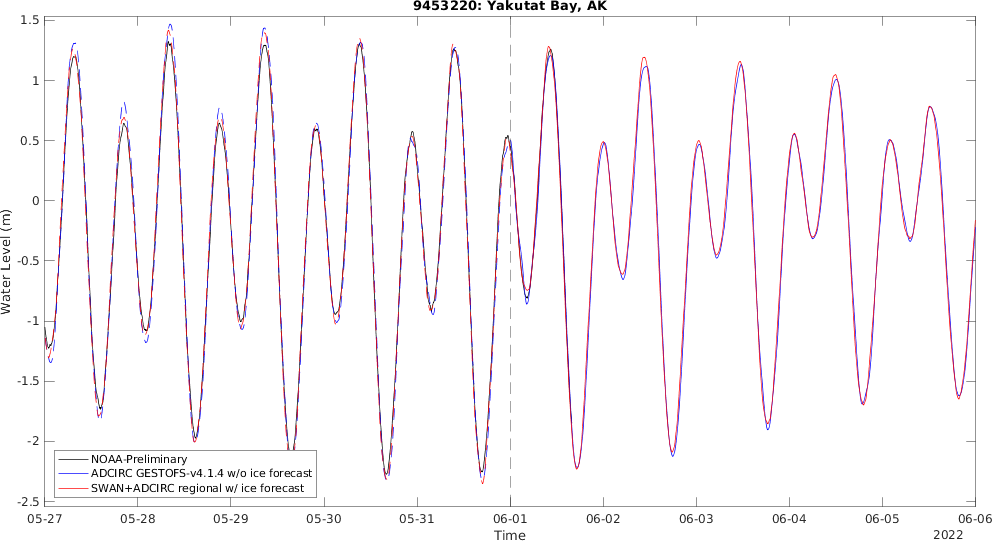 9453220: Yakutat Bay, AK
Water Level (m)
1.5
1
0.5
0
-0.5
-1
-1.5
-2
-2.5
NOAA-Preliminary
ADCIRC GESTOFS-v4.1.4 w/o ice forecast
SWAN+ADCIRC regional w/ ice forecast
05-27 05-28 05-29 05-30 05-31 06-01 06-02 06-03 06-04 06-05 06-06
Time
2022